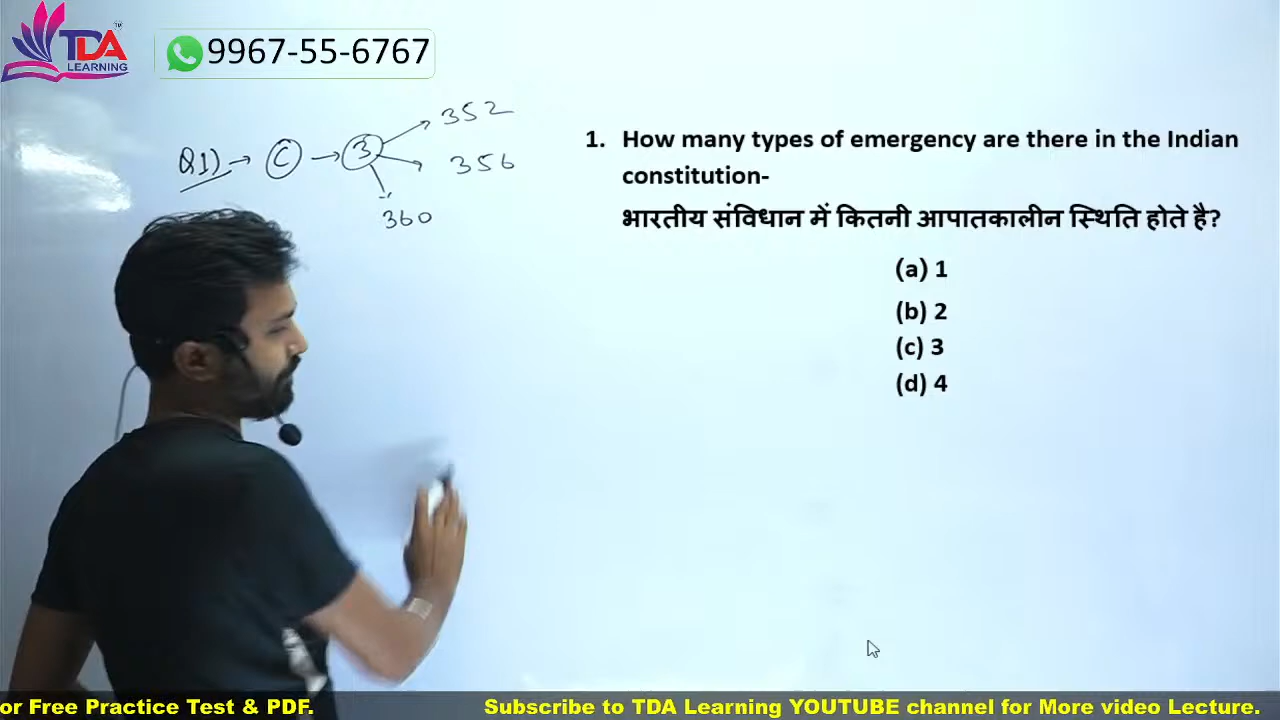 TDA
LEARNING
9967-55-6767
Q1) → C → 3 → 352
356
360
1. How many types of emergency are there in the Indian
constitution-
भारतीय संविधान में कितनी आपातकालीन स्थिति होते है?
(a) 1
(b) 2
(c) 3
(d) 4
or Free Practice Test & PDF.
Subscribe to TDA Learning YOUTUBE channel for More video Lecture.